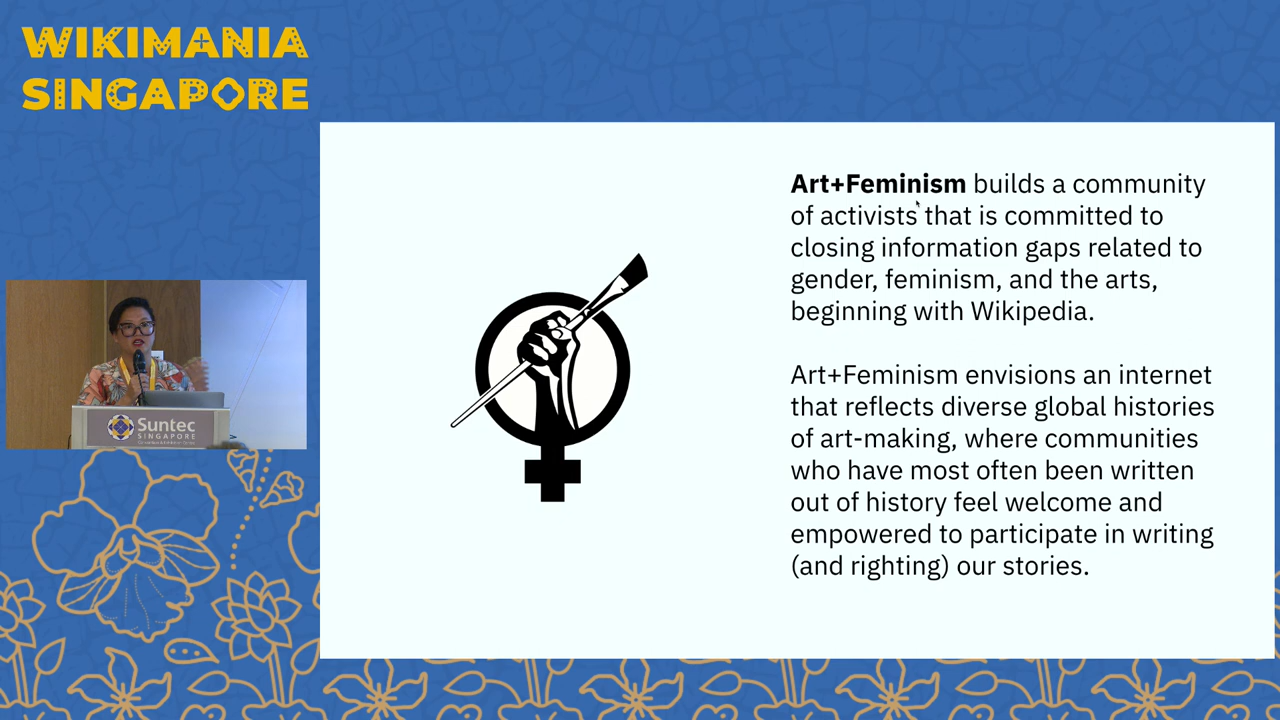 WIKIMANIA
SINGAPORE
Art+Feminism builds a community
of activists that is committed to
closing information gaps related to
gender, feminism, and the arts,
beginning with Wikipedia.
Art+Feminism envisions an internet
that reflects diverse global histories
of art-making, where communities
who have most often been written
out of history feel welcome and
empowered to participate in writing
(and righting) our stories.
Suntec
SINGAPORE